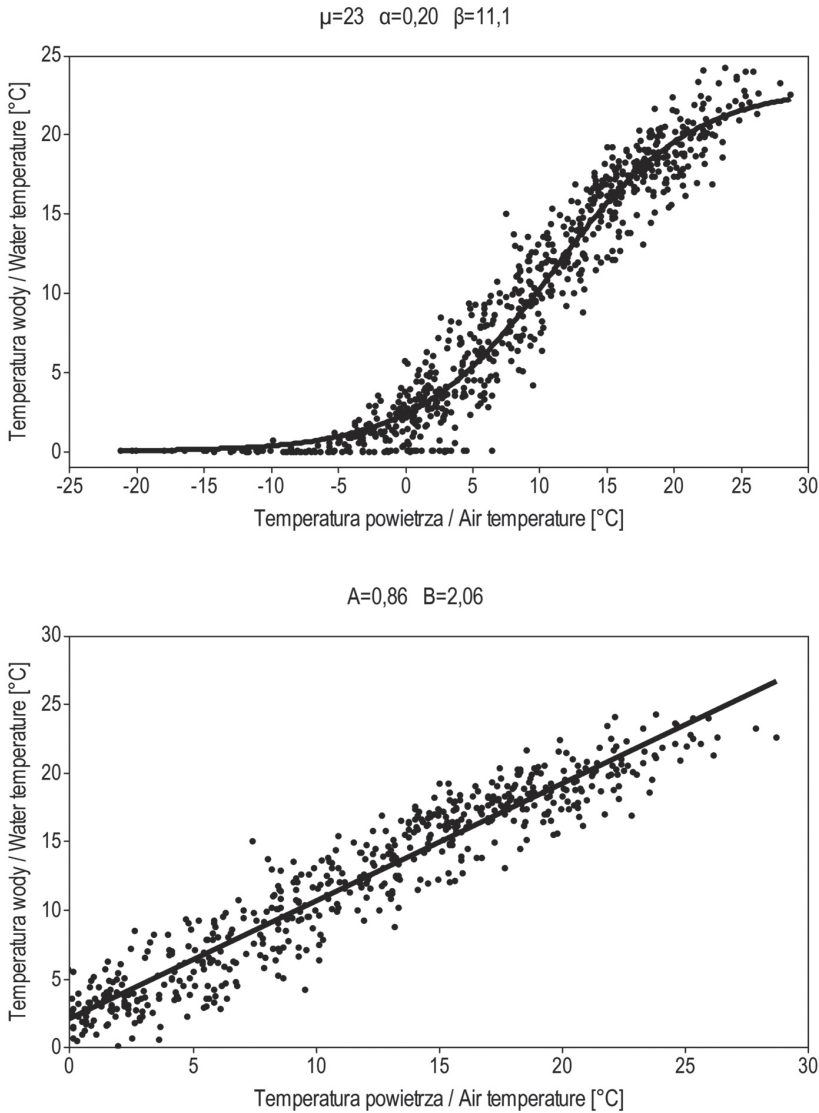 μ=23 α=0,20 β=11,1
25
20
15
10
5
0
Temperatura wody / Water temperature [°C]
-25 -20 -15 -10 -5 0 5 10 15 20 25 30
Temperatura powietrza / Air temperature [°C]
A=0,86 B=2,06
30
25
20
15
10
5
0
Temperatura wody / Water temperature [°C]
0 5 10 15 20 25 30
Temperatura powietrza / Air temperature [°C]